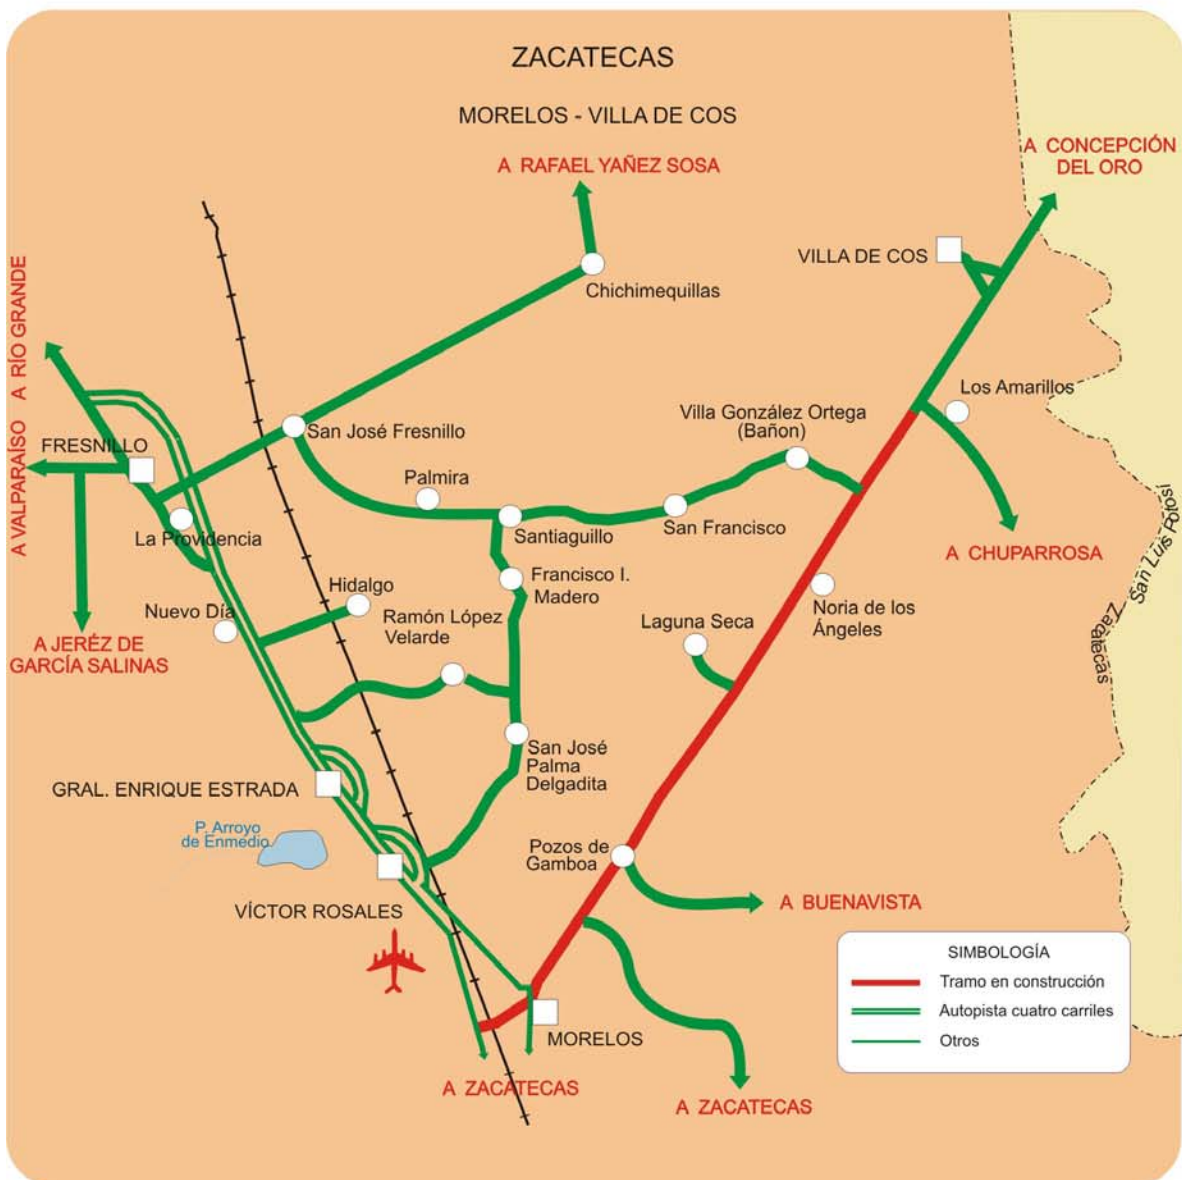 ZACATECAS
MORELOS - VILLA DE COS
A RAFAEL YAÑEZ SOSA
A CONCEPCIÓN
DEL ORO
VILLA DE COS
Chichimequillas
A RÍO GRANDE
A VALPARAÍSO
Los Amarillos
Villa González Ortega
(Bañon)
San José Fresnillo
FRESNILLO
Palmira
La Providencia
Santiaguillo
San Francisco
A CHUPARROSA
San Luis Potosí
Zacatecas
Francisco I.
Madero
Hidalgo
Nuevo Día
Ramón López
Velarde
Laguna Seca
Noria de los
Ángeles
A JERÉZ DE
GARCÍA SALINAS
San José
Palma
Delgadita
GRAL. ENRIQUE ESTRADA
P. Arroyo
de Enmedio
Pozos de
Gamboa
VÍCTOR ROSALES
A BUENAVISTA
SIMBOLOGÍA
Tramo en construcción
Autopista cuatro carriles
Otros
MORELOS
A ZACATECAS
A ZACATECAS